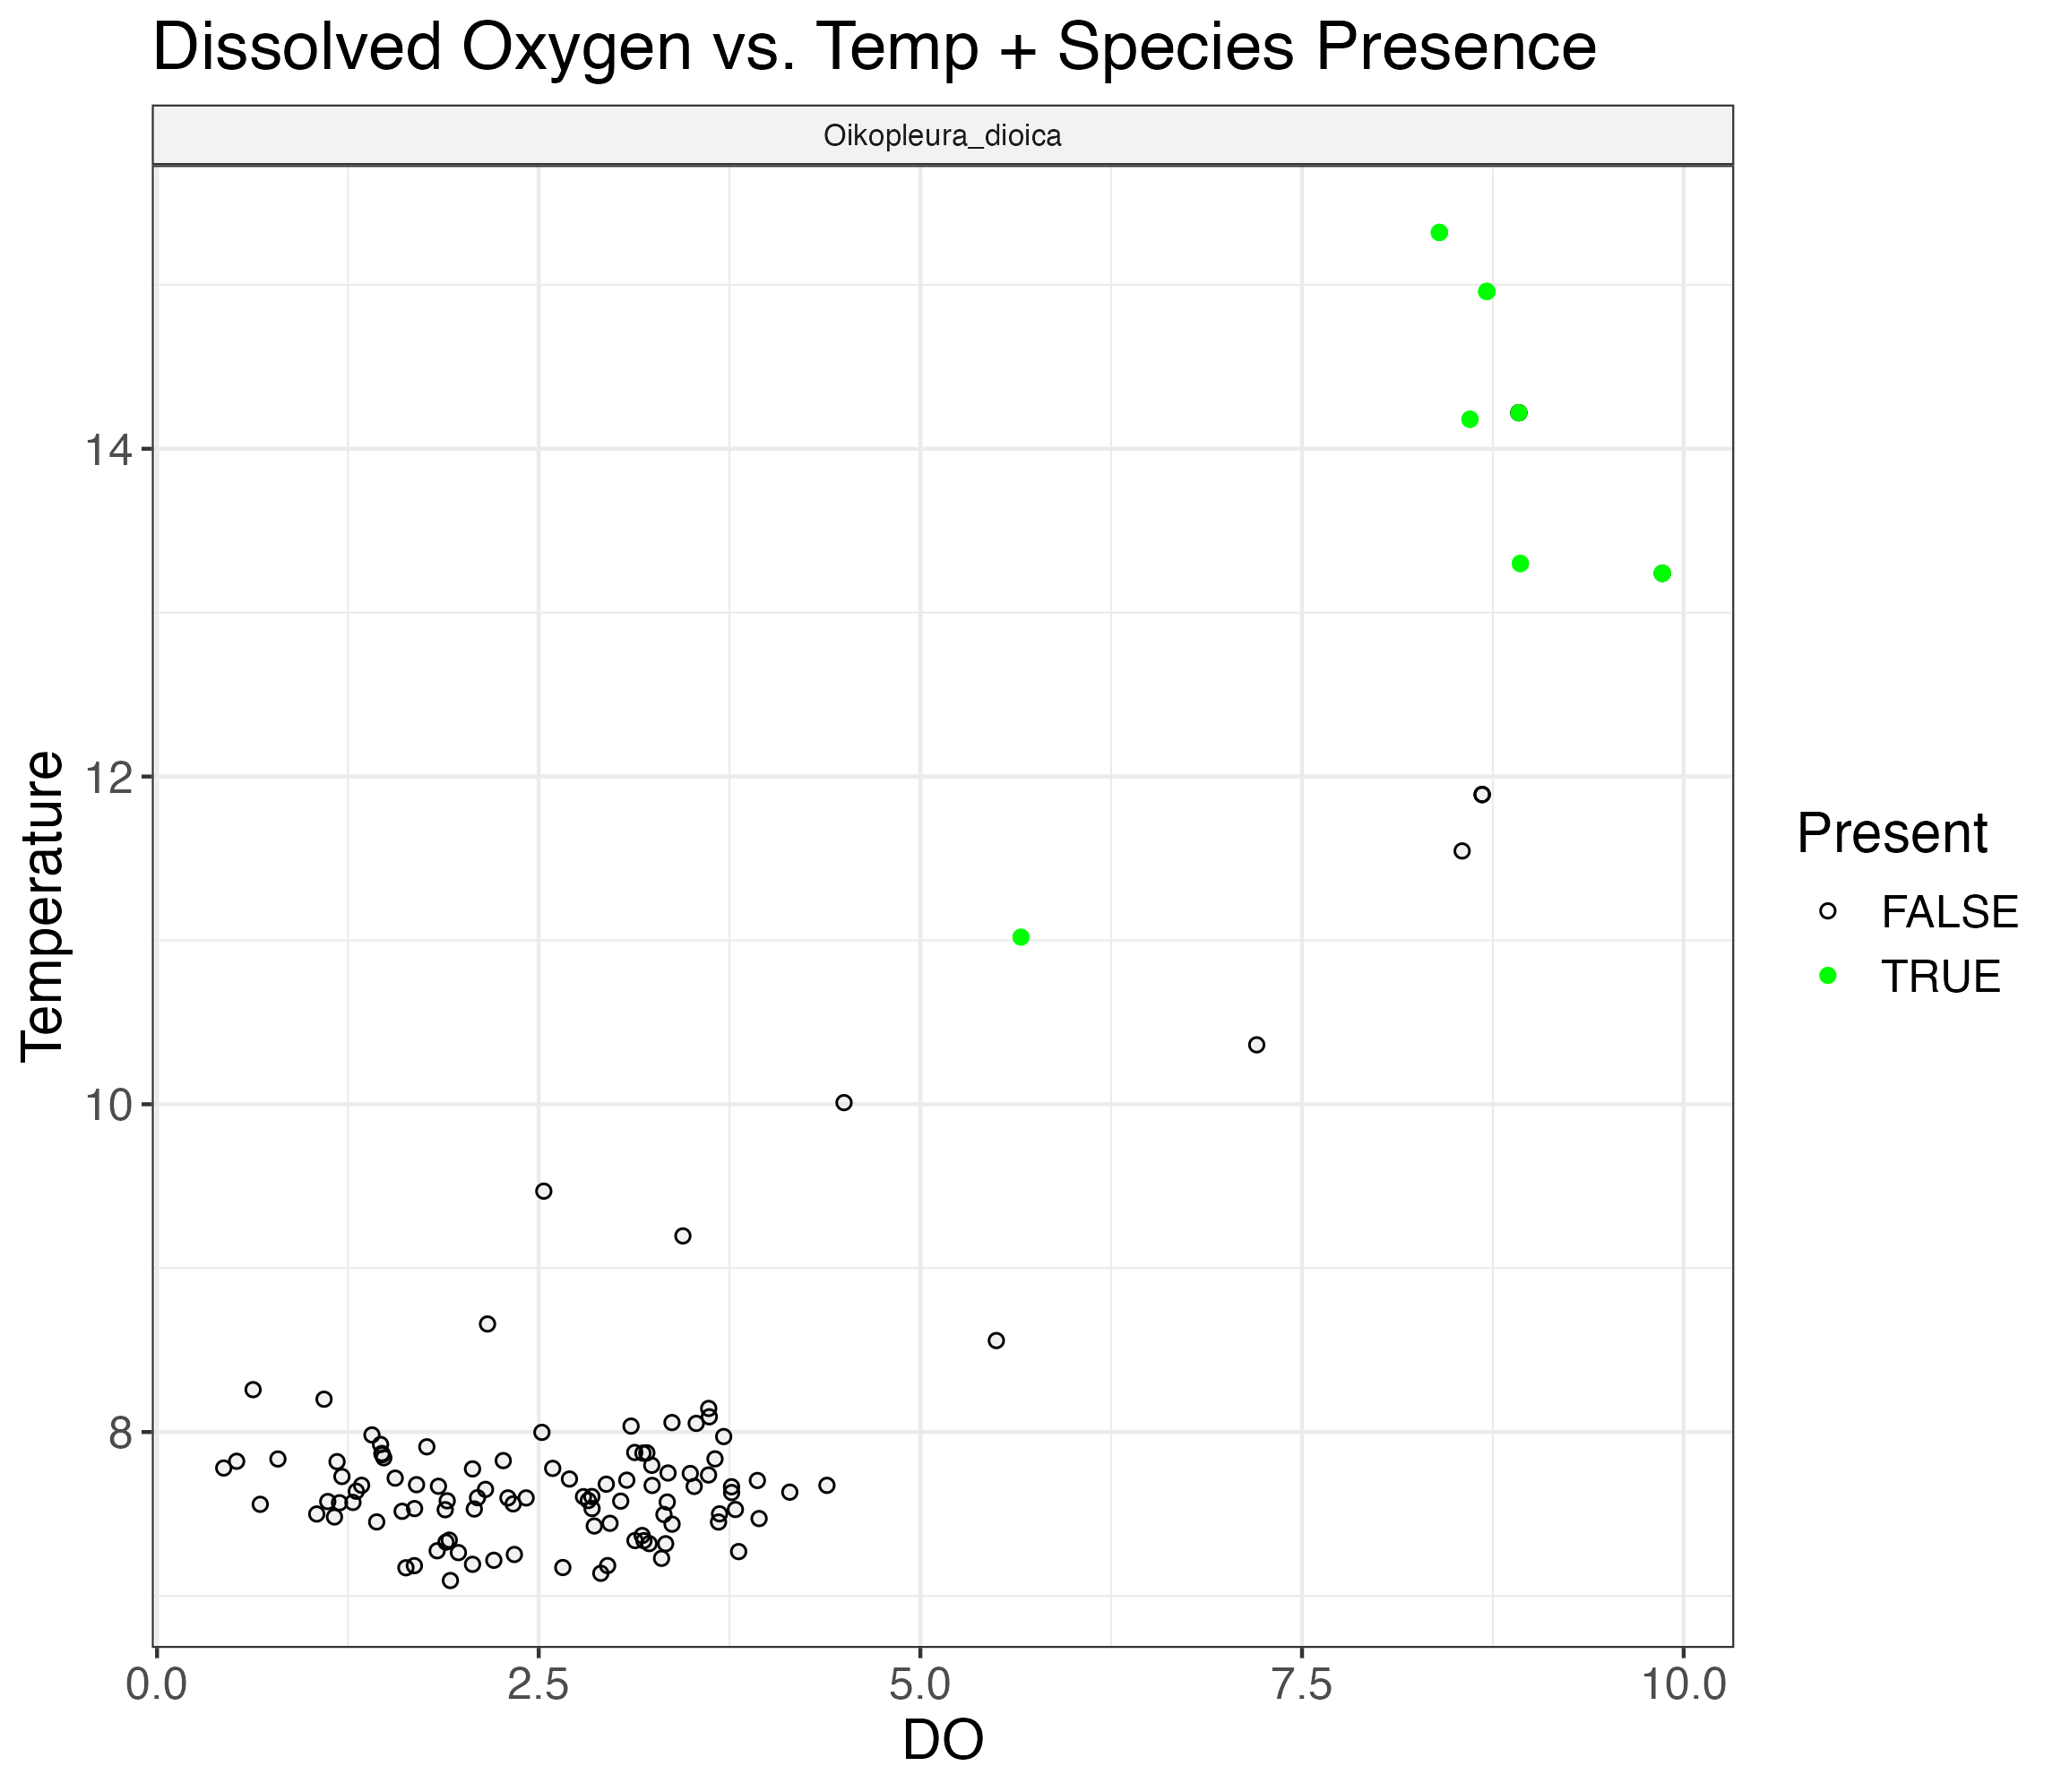 Dissolved Oxygen vs. Temp + Species Presence
Oikopleura_dioica
14
12
10
8
Temperature
0.0 2.5 5.0 7.5 10.0
DO
Present
FALSE
TRUE